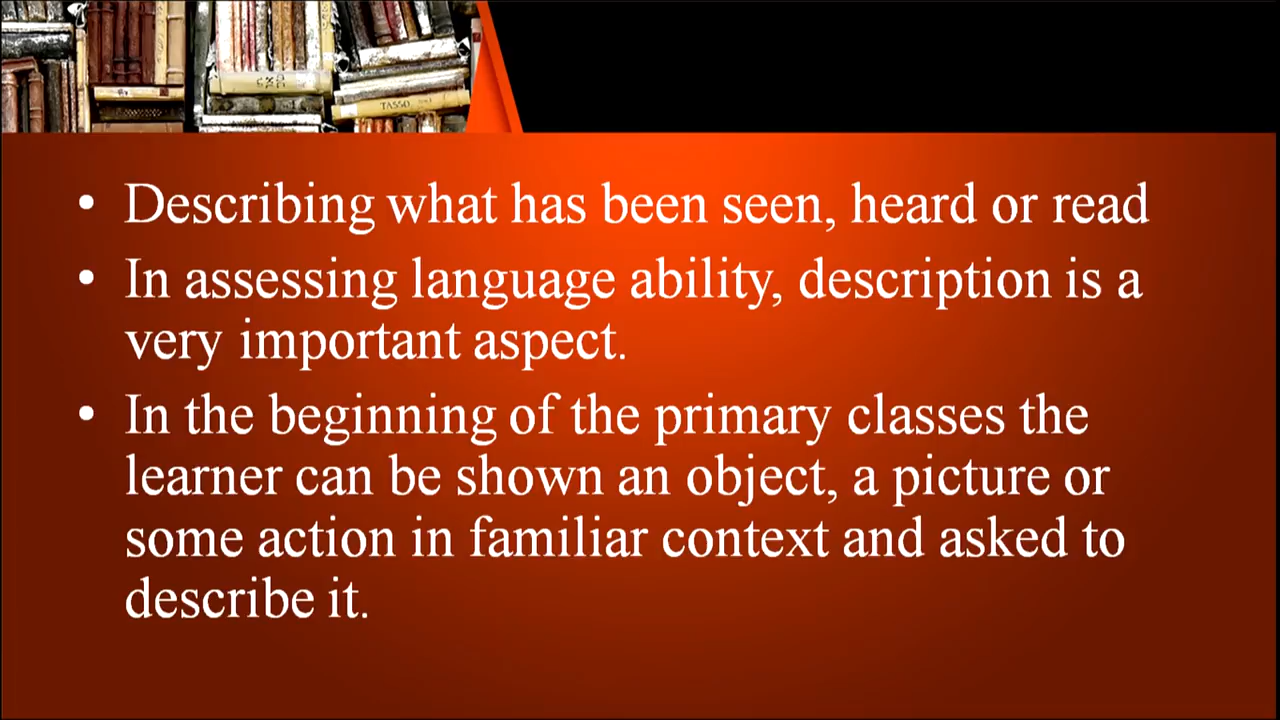 TASSO
• Describing what has been seen, heard or read
• In assessing language ability, description is a
very important aspect.
• In the beginning of the primary classes the
learner can be shown an object, a picture or
some action in familiar context and asked to
describe it.